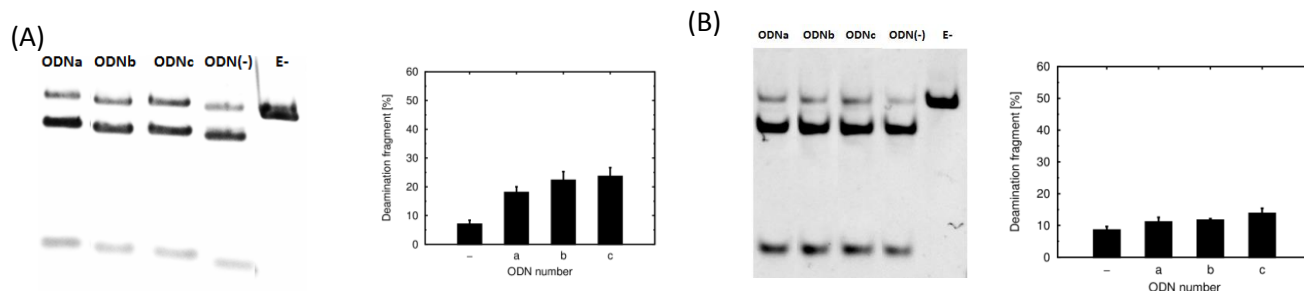 (A)
ODNa ODNb ODNc ODN(-) E-
Deamination fragment [%]
60
50
40
30
20
10
0
– a b c
ODN number
(B)
ODNa ODNb ODNc ODN(-) E-
Deamination fragment [%]
60
50
40
30
20
10
0
– a b c
ODN number